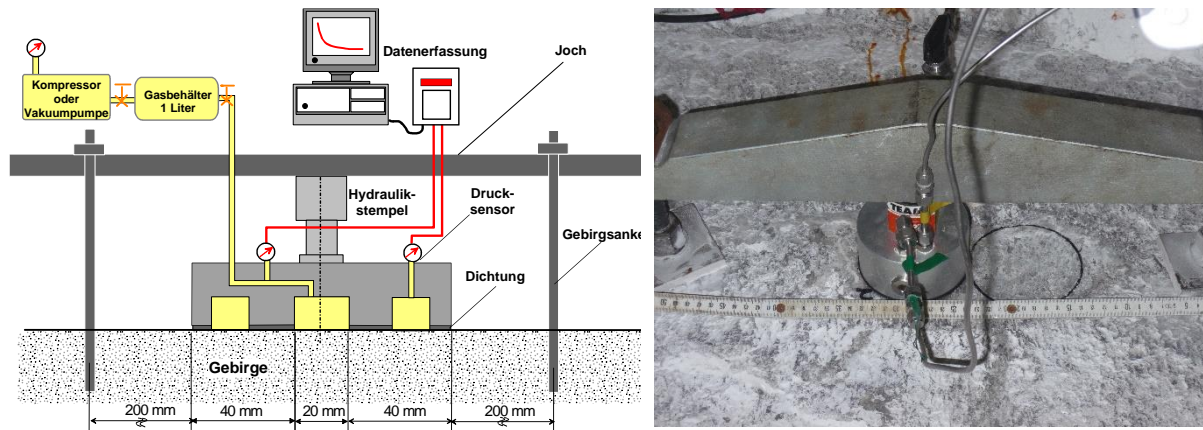 Datenerfassung
Joch
Kompressor
oder
Vakuumpumpe
Gasbehälter
1 Liter
Hydraulik-
stempel
Druck-
sensor
Gebirgsanke
Dichtung
Gebirge
200 mm
40 mm
20 mm
40 mm
200 mm
TEAM